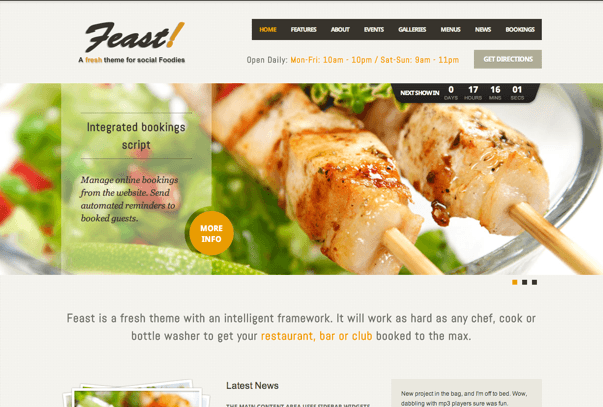 Feast!
A fresh theme for social Foodies
HOME FEATURES ABOUT EVENTS GALLERIES MENUS NEWS BOOKINGS
Open Daily: Mon-Fri: 10am - 10pm / Sat-Sun: 9am - 11pm
GET DIRECTIONS
NEXT SHOW IN 0 17 16 01
DAYS HOURS MINS SECS
Integrated bookings
script
Manage online bookings
from the website. Send
automated reminders to
booked guests.
MORE
INFO
Feast is a fresh theme with an intelligent framework. It will work as hard as any chef, cook or
bottle washer to get your restaurant, bar or club booked to the max.
Latest News
THE MAIN CONTENT AREA USES SIDEBAR WIDGETS
New project in the bag, and I'm off to bed. Wow,
dabbling with mp3 players sure was fun.